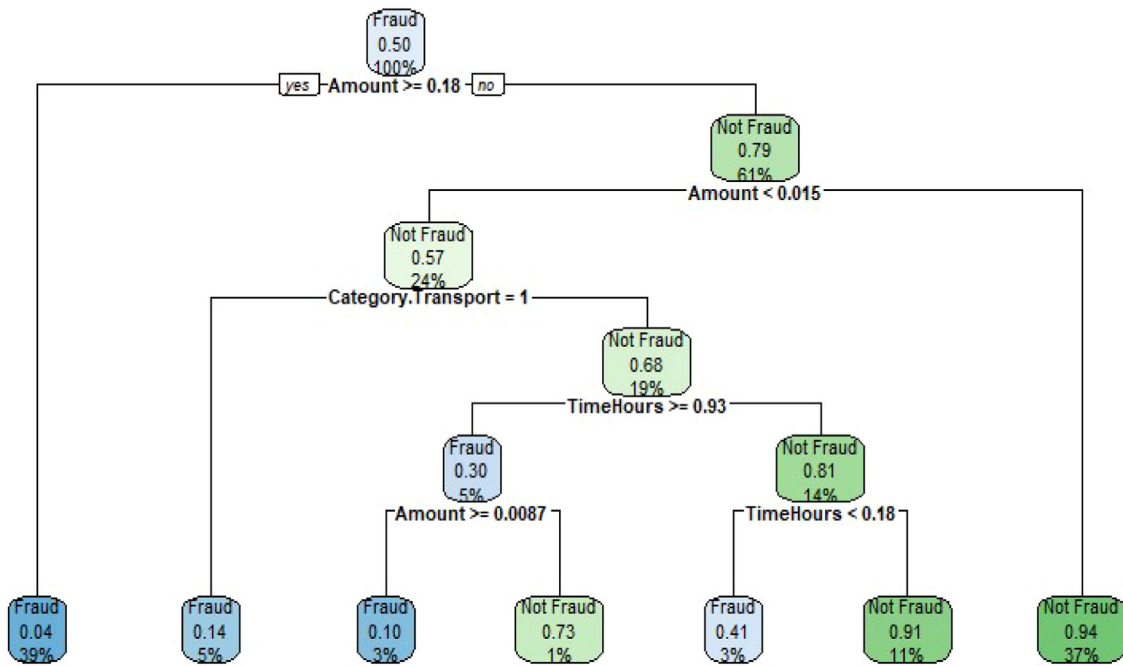 Fraud
0.50
100%
yes Amount >= 0.18 no
Not Fraud
0.79
61%
Amount < 0.015
Not Fraud
0.57
24%
Category.Transport = 1
Not Fraud
0.68
19%
TimeHours >= 0.93
Fraud
0.30
5%
Not Fraud
0.81
14%
Amount >= 0.0087
TimeHours < 0.18
Fraud
0.04
39%
Fraud
0.14
5%
Fraud
0.10
3%
Not Fraud
0.73
1%
Fraud
0.41
3%
Not Fraud
0.91
11%
Not Fraud
0.94
37%